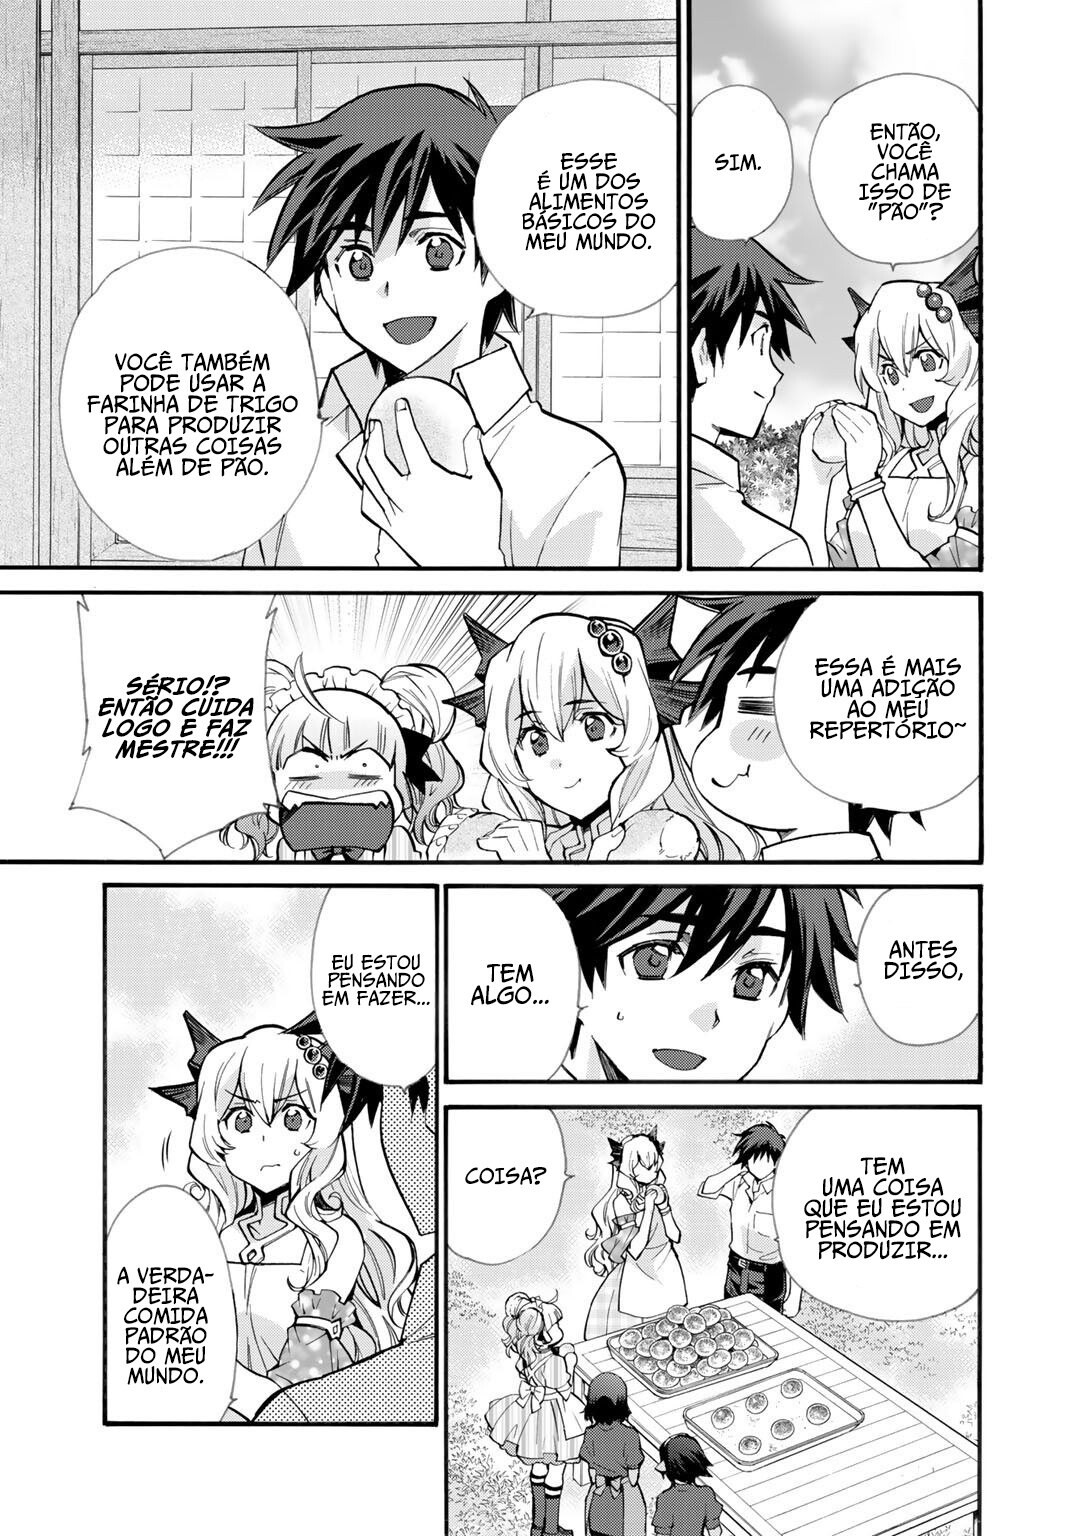 ENTÃO,
VOCÊ
CHAMA
ISSO DE
"PÃO"?
SIM.
ESSE
É UM DOS
ALIMENTOS
BÁSICOS DO
MEU MUNDO.
VOCÊ TAMBÉM
PODE USAR A
FARINHA DE TRIGO
PARA PRODUZIR
OUTRAS COISAS
ALÉM DE PÃO.
ESSA É MAIS
UMA ADIÇÃO
AO MEU
REPERTÓRIO~
SÉRIO!?
ENTÃO CUIDA
LOGO E FAZ
MESTRE!!!
ANTES
DISSO,
TEM
ALGO...
EU ESTOU
PENSANDO
EM FAZER...
TEM
UMA COISA
QUE EU ESTOU
PENSANDO EM
PRODUZIR...
COISA?
A VERDA-
DEIRA
COMIDA
PADRÃO
DO MEU
MUNDO.